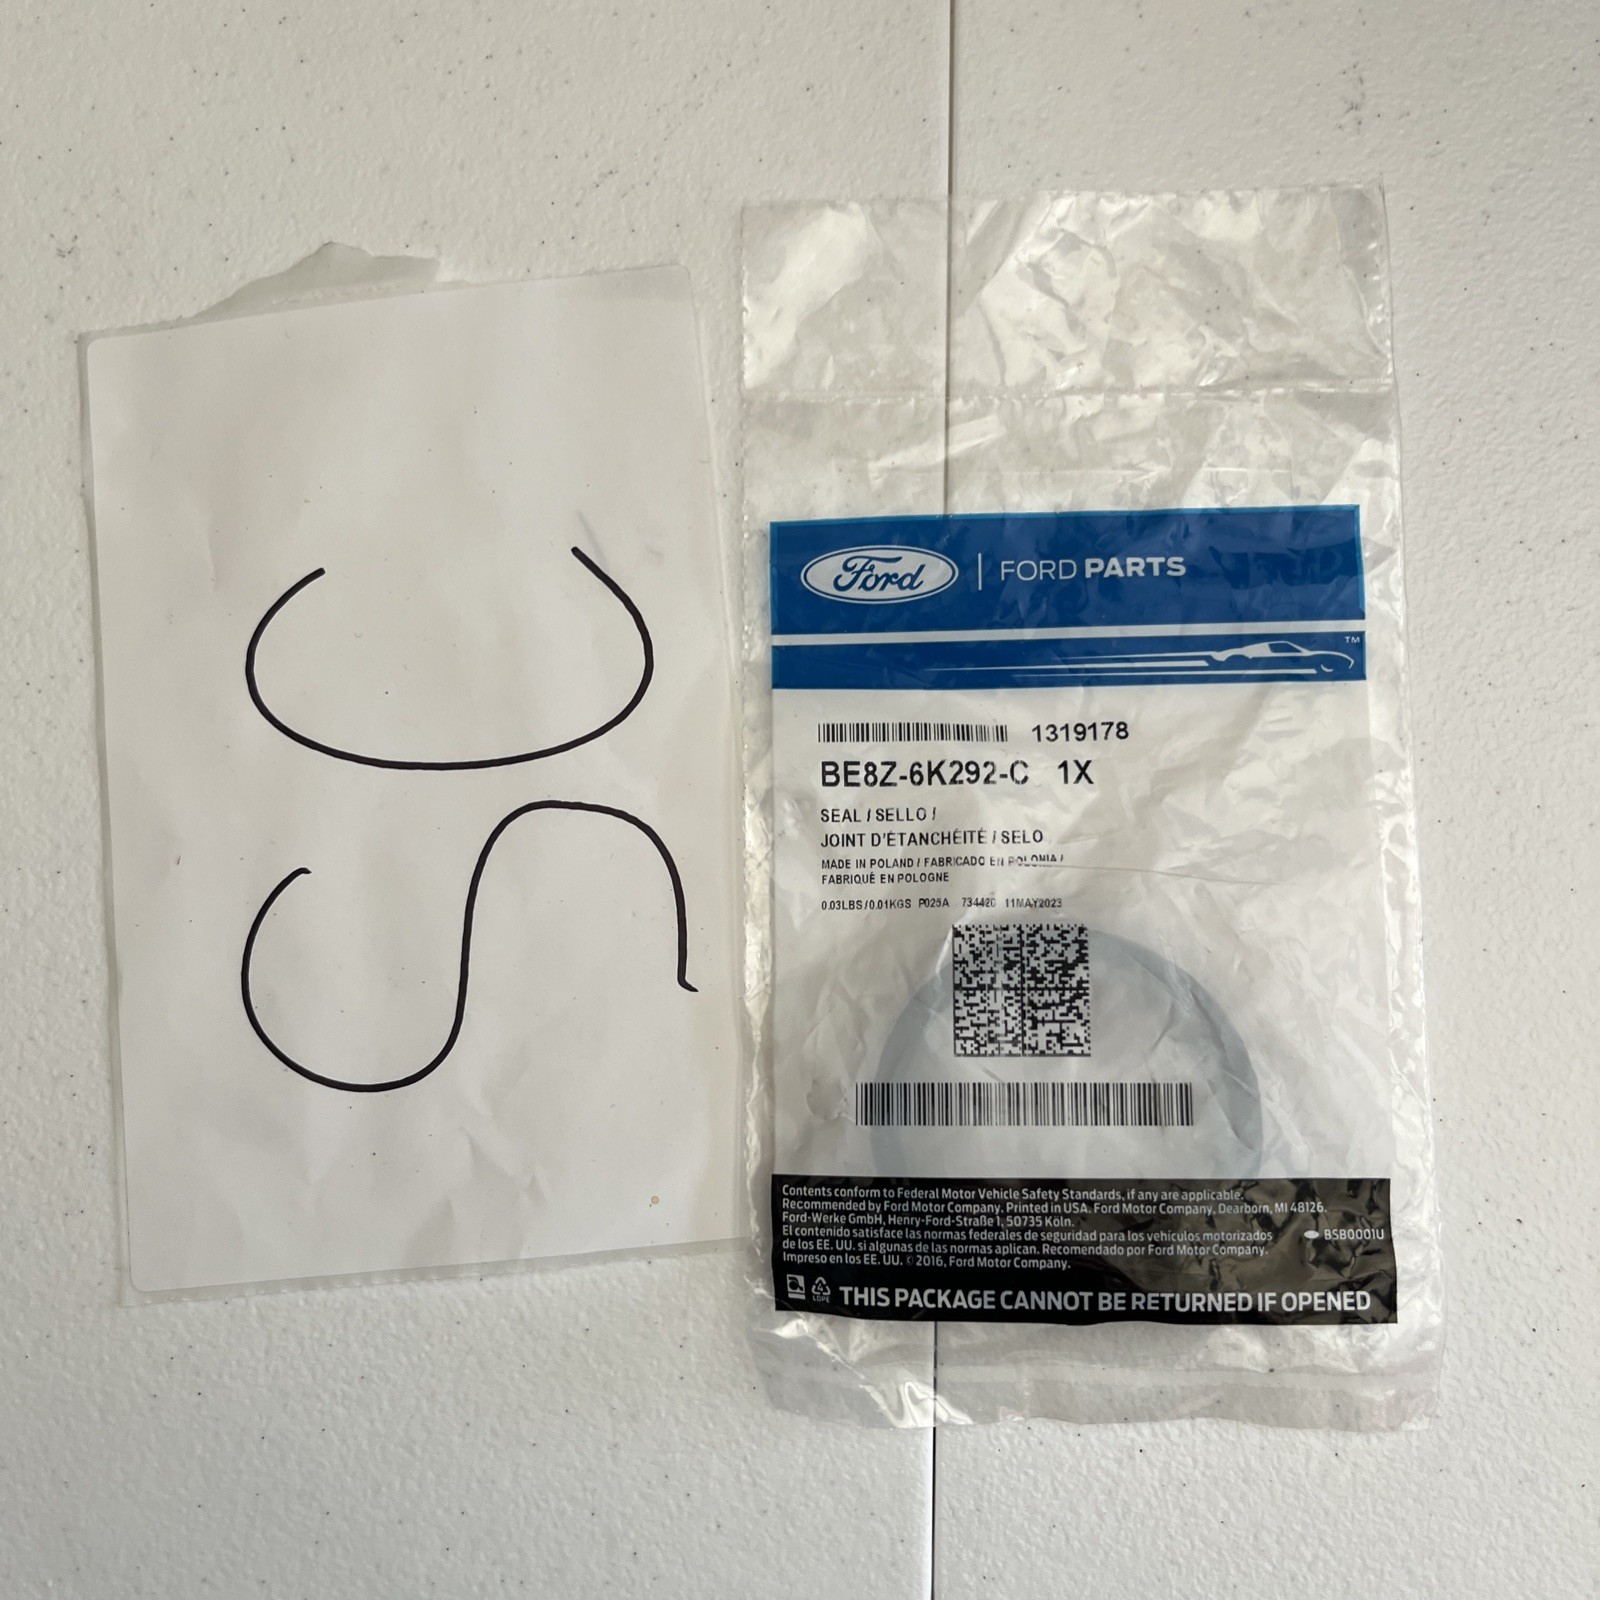 SC
Ford | FORD PARTS
TM
1319178
BE8Z-6K292-C 1X
SEAL / SELLO /
JOINT D'ÉTANCHÉITÉ / SELO
MADE IN POLAND / FABRICADO EN POLONIA /
FABRIQUÉ EN POLOGNE
0.03LBS/0.01KGS P025A 73442C 11MAY2023
Contents conform to Federal Motor Vehicle Safety Standards, if any are applicable.
Recommended by Ford Motor Company. Printed in USA. Ford Motor Company, Dearborn, MI 48126.
Ford-Werke GmbH, Henry-Ford-Straße 1, 50735 Köln.
El contenido satisface las normas federales de seguridad para los vehículos motorizados
de los EE. UU. si algunas de las normas aplican. Recomendado por Ford Motor Company.
Impreso en los EE. UU. © 2016, Ford Motor Company.
BSB0001U
4
LDPE
THIS PACKAGE CANNOT BE RETURNED IF OPENED